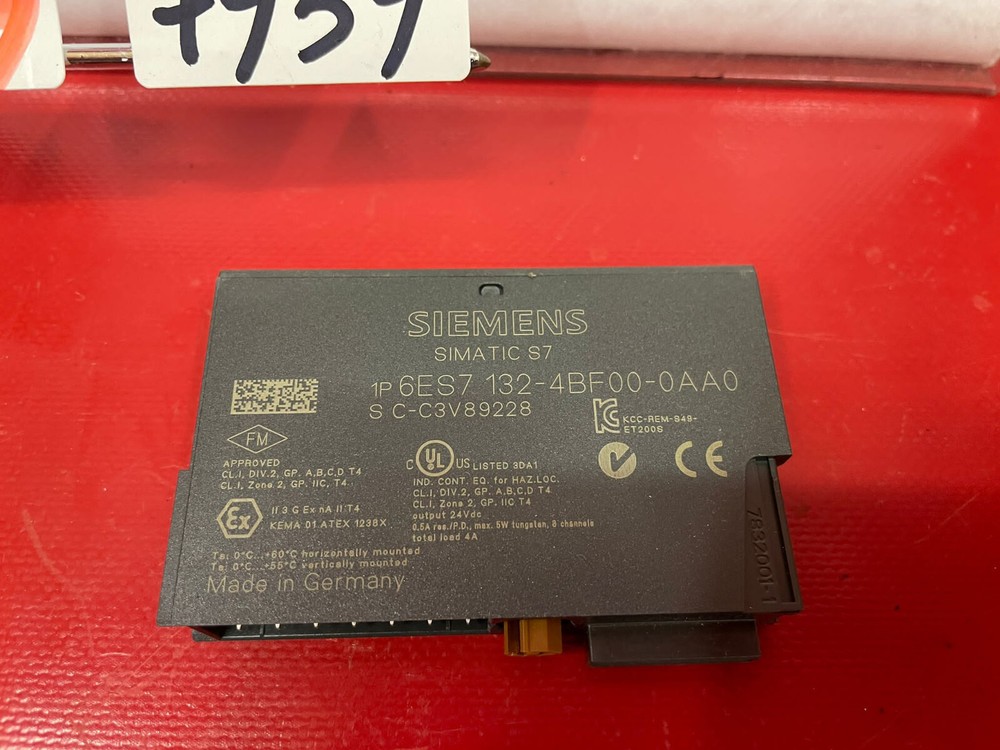 7959
SIEMENS
SIMATIC S7
1P 6ES7 132-4BF00-0AA0
S C-C3V89228
KCC-REM-S49-
ET200S
FM
APPROVED
CL.I, DIV.2, GP. A,B,C,D T4
CL.I, Zone 2, GP. IIC, T4
C UL US LISTED 3DA1
IND. CONT. EQ. for HAZ.LOC.
CL.I, DIV.2, GP. A,B,C,D T4
CL.I, Zone 2, GP. IIC T4
output 24Vdc
0.5A res./P.D., max. 5W tungsten, 8 channels
total load 4A
CE
Ex
II 3 G Ex nA II T4
KEMA 01 ATEX 1238X
Ta: 0°C...+60°C horizontally mounted
Ta: 0°C...+55°C vertically mounted
Made in Germany
7832001-1